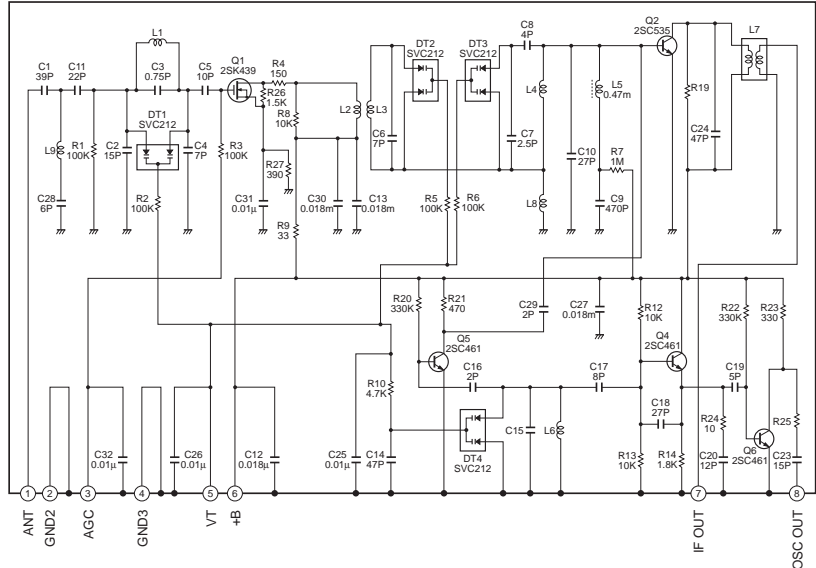 L1
C1
39P
C11
22P
C3
0.75P
C5
10P
Q1
2SK439
R4
150
R26
1.5K
R8
10K
L2
L3
DT2
SVC212
DT3
SVC212
C8
4P
Q2
2SC535
L7
L4
L5
0.47m
R19
L9
R1
100K
C2
15P
DT1
SVC212
C4
7P
R3
100K
C6
7P
C7
2.5P
C10
27P
R7
1M
C24
47P
C28
6P
R2
100K
R27
390
C31
0.01μ
C30
0.018m
C13
0.018m
R5
100K
R6
100K
L8
C9
470P
R9
33
R20
330K
R21
470
C29
2P
C27
0.018m
R12
10K
Q4
2SC461
R22
330K
R23
330
Q5
2SC461
C16
2P
C17
8P
C19
5P
R10
4.7K
C18
27P
R24
10
R25
DT4
SVC212
C15
L6
Q6
2SC461
C32
0.01μ
C26
0.01μ
C12
0.018μ
C25
0.01μ
C14
47P
R13
10K
R14
1.8K
C20
12P
C23
15P
1
2
3
4
5
6
7
8
ANT
GND2
AGC
GND3
VT
+B
IF OUT
OSC OUT